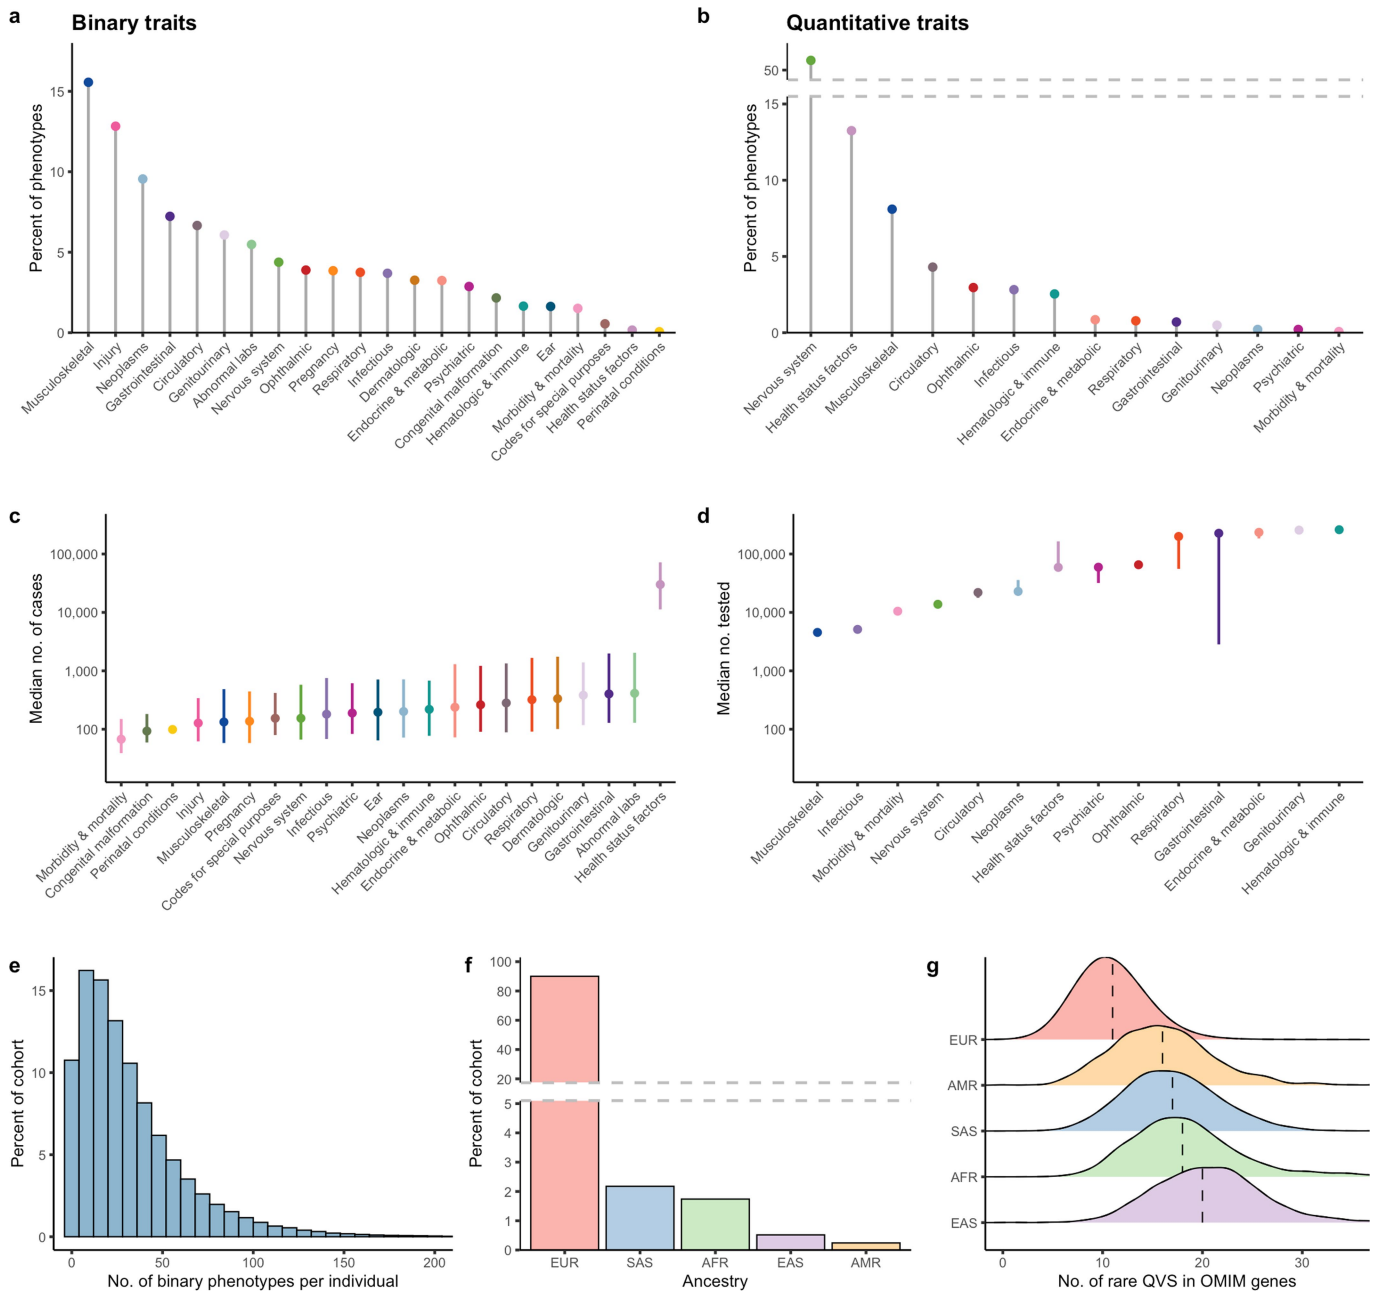 a
Binary traits
Percent of phenotypes
15
10
5
0
Musculoskeletal
Injury
Neoplasms
Gastrointestinal
Circulatory
Genitourinary
Abnormal labs
Nervous system
Ophthalmic
Pregnancy
Respiratory
Infectious
Dermatologic
Endocrine & metabolic
Psychiatric
Congenital malformation
Hematologic & immune
Ear
Morbidity & mortality
Codes for special purposes
Health status factors
Perinatal conditions
b
Quantitative traits
Percent of phenotypes
50
15
10
5
0
Nervous system
Health status factors
Musculoskeletal
Circulatory
Ophthalmic
Infectious
Hematologic & immune
Endocrine & metabolic
Respiratory
Gastrointestinal
Genitourinary
Neoplasms
Psychiatric
Morbidity & mortality
c
Median no. of cases
100,000
10,000
1,000
100
Morbidity & mortality
Congenital malformation
Perinatal conditions
Injury
Musculoskeletal
Pregnancy
Codes for special purposes
Nervous system
Infectious
Psychiatric
Ear
Neoplasms
Hematologic & immune
Endocrine & metabolic
Ophthalmic
Circulatory
Respiratory
Dermatologic
Genitourinary
Gastrointestinal
Abnormal labs
Health status factors
d
Median no. tested
100,000
10,000
1,000
100
Musculoskeletal
Infectious
Morbidity & mortality
Nervous system
Circulatory
Neoplasms
Health status factors
Psychiatric
Ophthalmic
Respiratory
Gastrointestinal
Endocrine & metabolic
Genitourinary
Hematologic & immune
e
Percent of cohort
15
10
5
0
0 50 100 150 200
No. of binary phenotypes per individual
f
Percent of cohort
100
80
60
40
20
5
4
3
2
1
0
EUR SAS AFR EAS AMR
Ancestry
g
EUR
AMR
SAS
AFR
EAS
0 10 20 30
No. of rare QVS in OMIM genes